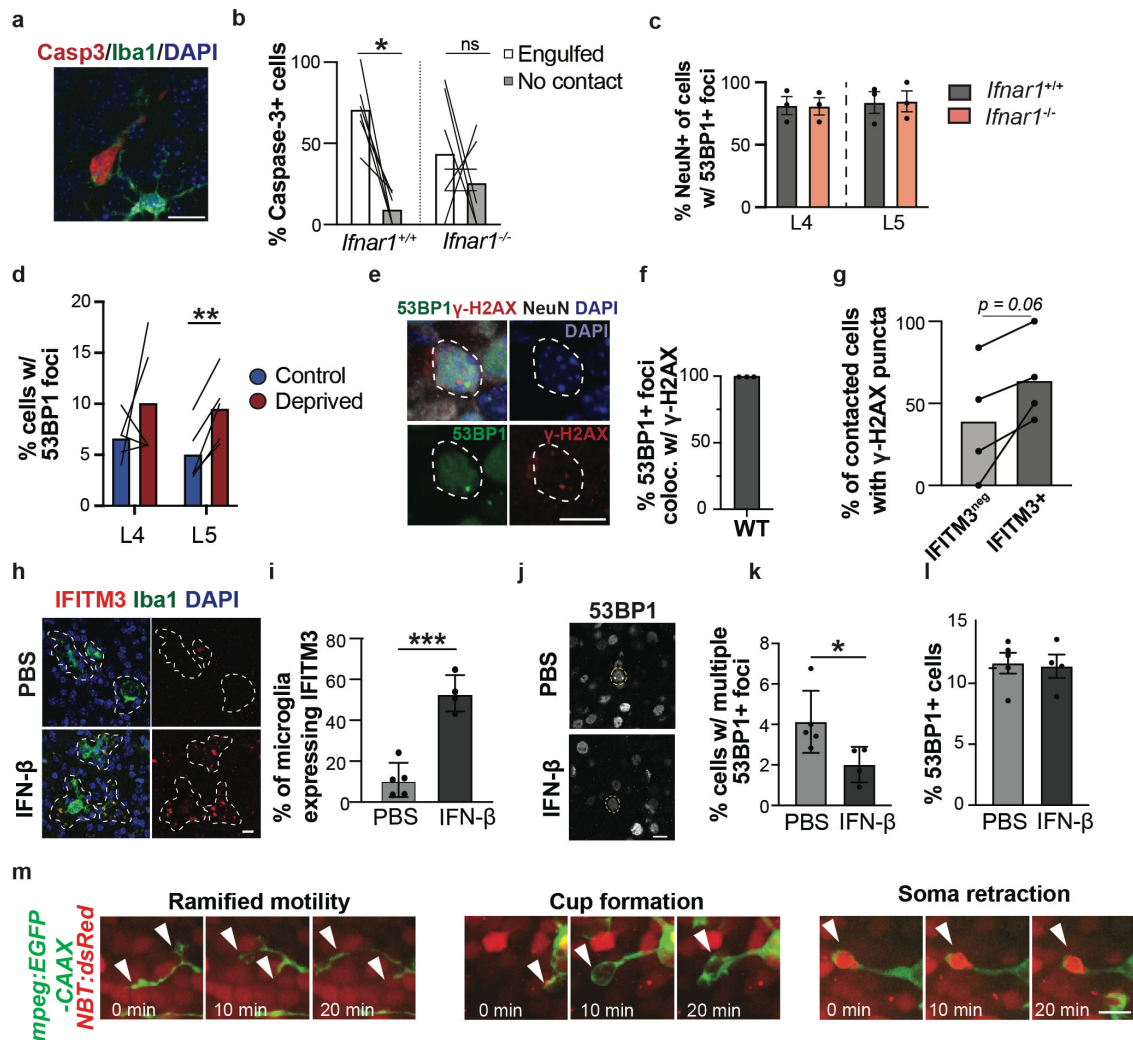 a
Casp3/Iba1/DAPI
b
% Caspase-3+ cells
100
50
0
*
ns
Engulfed
No contact
Ifnar1+/+
Ifnar1-/-
c
% NeuN+ of cells
w/ 53BP1+ foci
100
50
0
L4
L5
Ifnar1+/+
Ifnar1-/-
d
% cells w/
53BP1 foci
20
15
10
5
0
**
L4
L5
Control
Deprived
e
53BP1 γ-H2AX NeuN DAPI
DAPI
53BP1
γ-H2AX
f
% 53BP1+ foci
coloc. w/ γ-H2AX
100
50
0
WT
g
% of contacted cells
with γ-H2AX puncta
100
50
0
p = 0.06
IFITM3neg
IFITM3+
h
IFITM3 Iba1 DAPI
PBS
IFN-β
i
% of microglia
expressing IFITM3
80
60
40
20
0
***
PBS
IFN-β
j
53BP1
PBS
IFN-β
k
% cells w/ multiple
53BP1+ foci
8
6
4
2
0
*
PBS
IFN-β
l
% 53BP1+ cells
15
10
5
0
PBS
IFN-β
m
mpeg:EGFP
-CAAX
NBT:dsRed
Ramified motility
0 min
10 min
20 min
Cup formation
0 min
10 min
20 min
Soma retraction
0 min
10 min
20 min